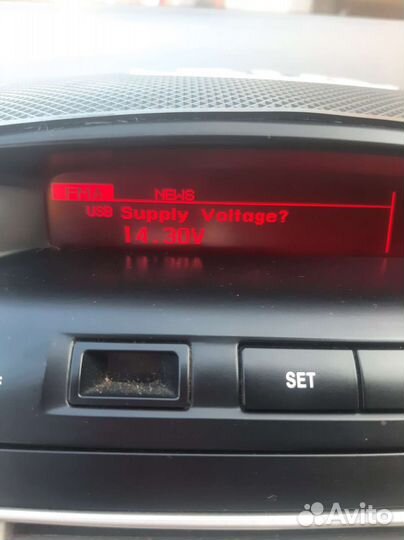 FM1 NEWS
USB Supply Voltage?
14.30V
SET
Avito